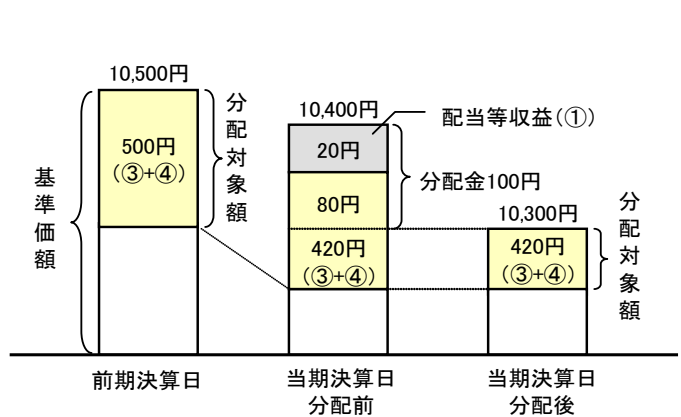 10,500円
500円
(③+④)
分配対象額
基準価額
前期決算日
10,400円
配当等収益(①)
20円
分配金100円
80円
420円
(③+④)
当期決算日
分配前
10,300円
420円
(③+④)
分配対象額
当期決算日
分配後